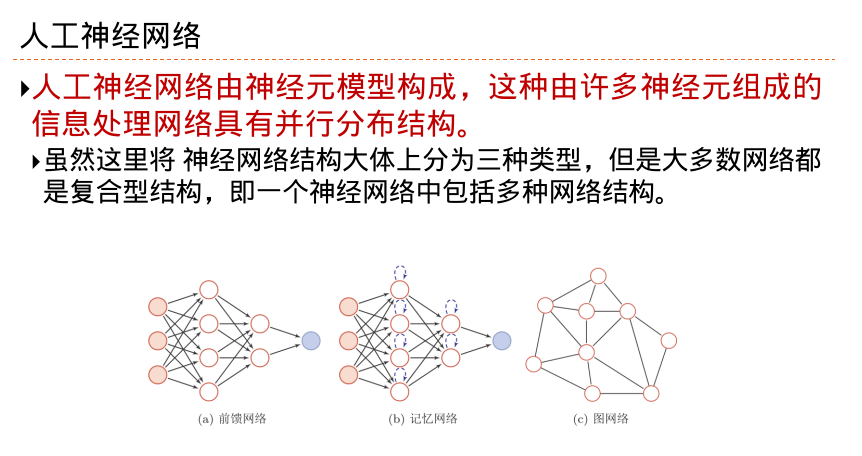 人工神经网络
人工神经网络由神经元模型构成，这种由许多神经元组成的
信息处理网络具有并行分布结构。
虽然这里将 神经网络结构大体上分为三种类型，但是大多数网络都
是复合型结构，即一个神经网络中包括多种网络结构。
(a) 前馈网络
(b) 记忆网络
(c) 图网络